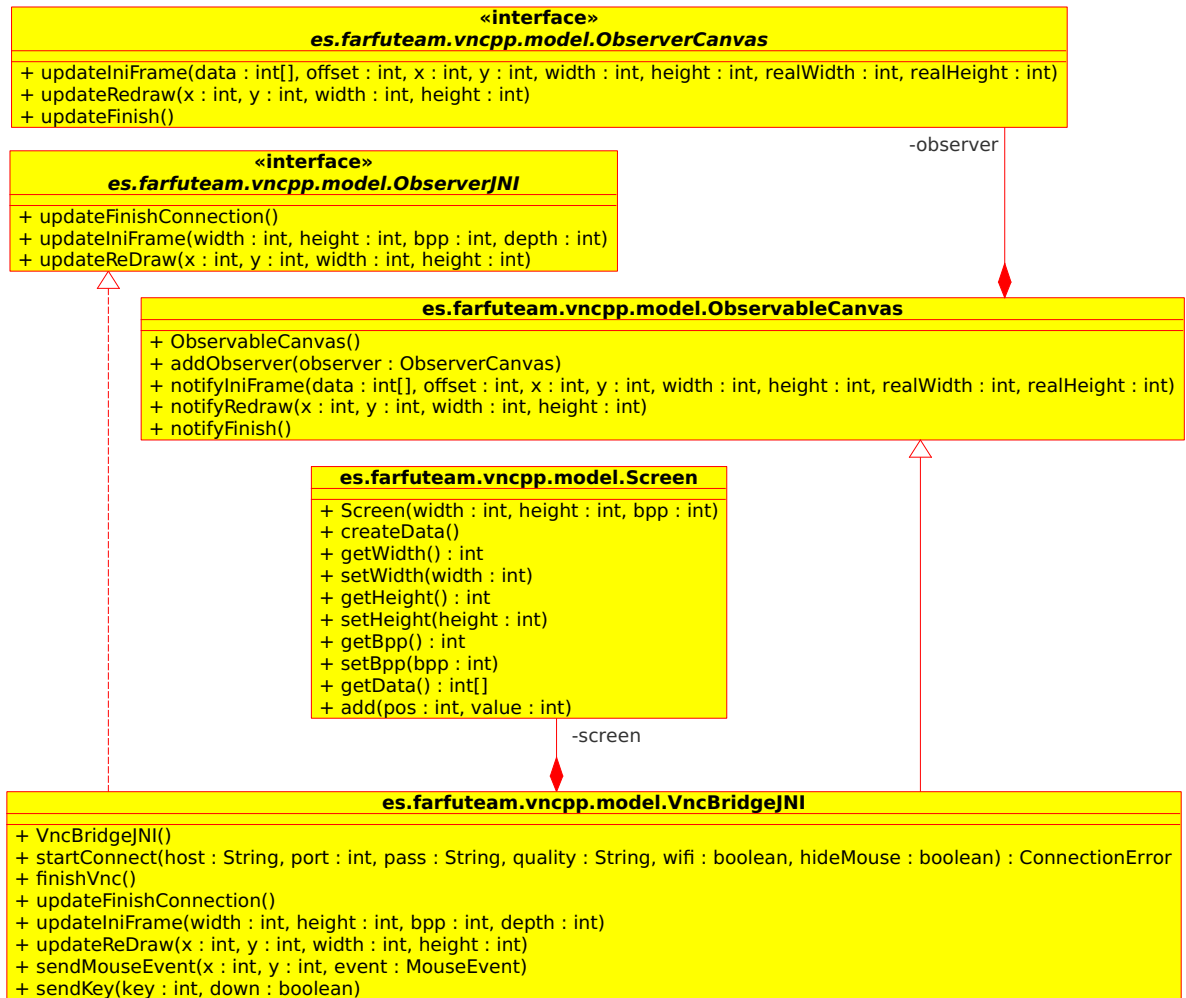 «interface»
es.farfuteam.vncpp.model.ObserverCanvas
+ updateIniFrame(data : int[], offset : int, x : int, y : int, width : int, height : int, realWidth : int, realHeight : int)
+ updateRedraw(x : int, y : int, width : int, height : int)
+ updateFinish()
-observer
«interface»
es.farfuteam.vncpp.model.ObserverJNI
+ updateFinishConnection()
+ updateIniFrame(width : int, height : int, bpp : int, depth : int)
+ updateReDraw(x : int, y : int, width : int, height : int)
es.farfuteam.vncpp.model.ObservableCanvas
+ ObservableCanvas()
+ addObserver(observer : ObserverCanvas)
+ notifyIniFrame(data : int[], offset : int, x : int, y : int, width : int, height : int, realWidth : int, realHeight : int)
+ notifyRedraw(x : int, y : int, width : int, height : int)
+ notifyFinish()
es.farfuteam.vncpp.model.Screen
+ Screen(width : int, height : int, bpp : int)
+ createData()
+ getWidth() : int
+ setWidth(width : int)
+ getHeight() : int
+ setHeight(height : int)
+ getBpp() : int
+ setBpp(bpp : int)
+ getData() : int[]
+ add(pos : int, value : int)
-screen
es.farfuteam.vncpp.model.VncBridgeJNI
+ VncBridgeJNI()
+ startConnect(host : String, port : int, pass : String, quality : String, wifi : boolean, hideMouse : boolean) : ConnectionError
+ finishVnc()
+ updateFinishConnection()
+ updateIniFrame(width : int, height : int, bpp : int, depth : int)
+ updateReDraw(x : int, y : int, width : int, height : int)
+ sendMouseEvent(x : int, y : int, event : MouseEvent)
+ sendKey(key : int, down : boolean)